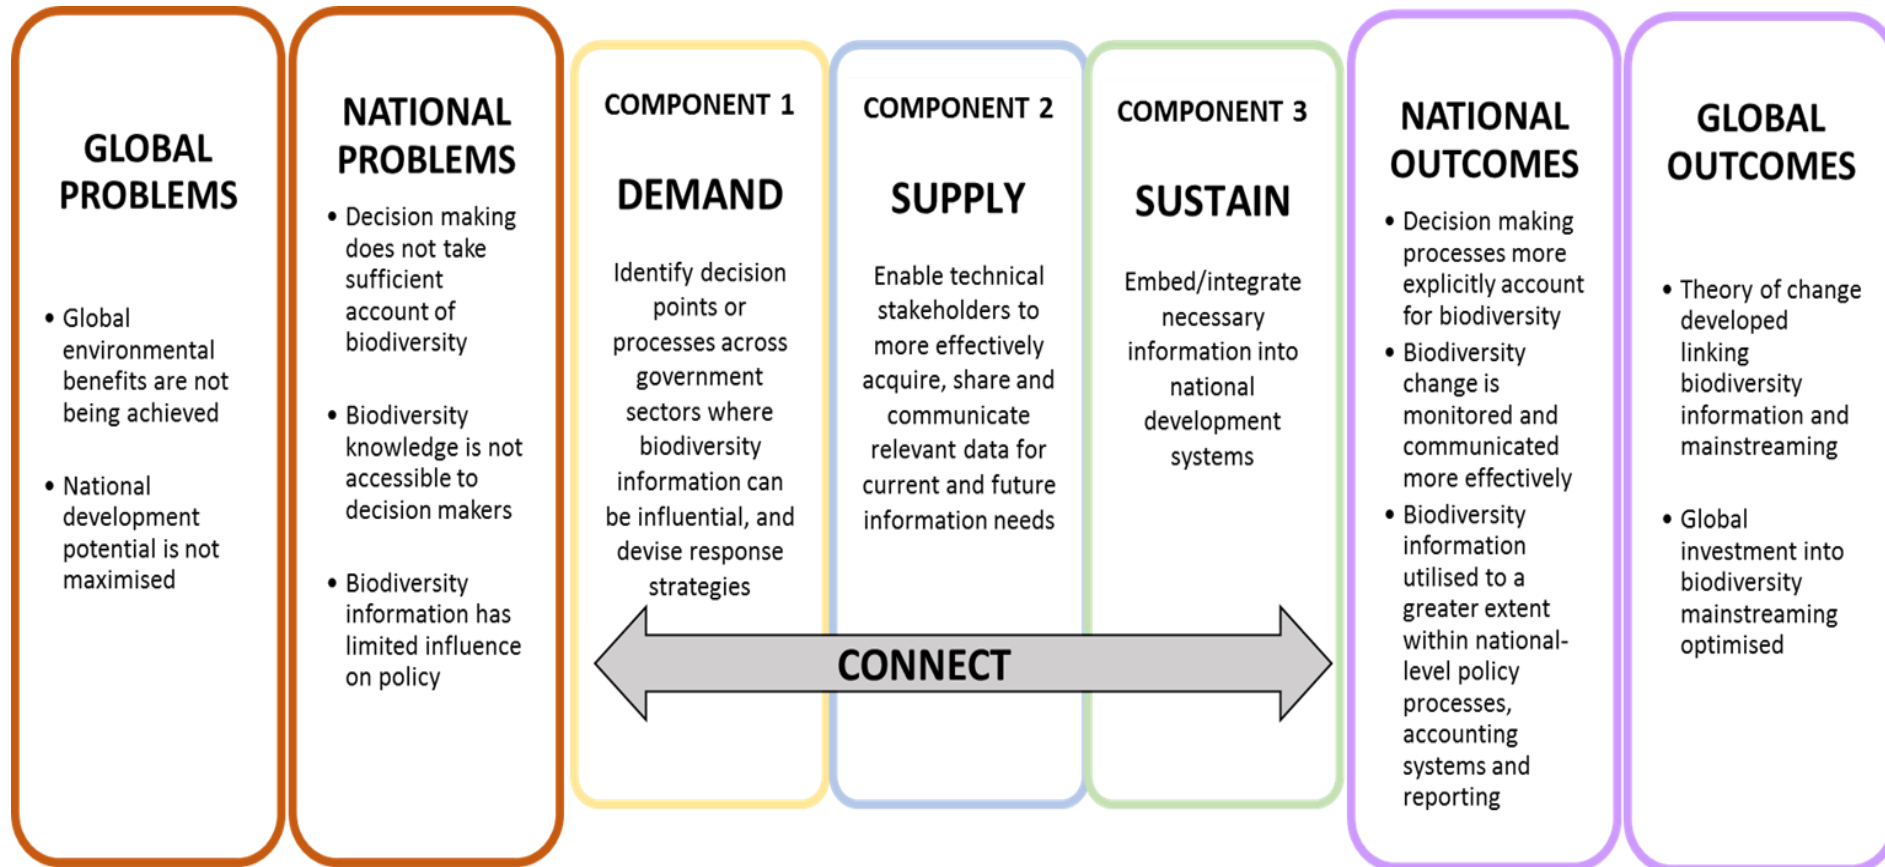 GLOBAL
PROBLEMS
• Global
environmental
benefits are not
being achieved
• National
development
potential is not
maximised
NATIONAL
PROBLEMS
• Decision making
does not take
sufficient
account of
biodiversity
• Biodiversity
knowledge is not
accessible to
decision makers
• Biodiversity
information has
limited influence
on policy
COMPONENT 1
DEMAND
Identify decision
points or
processes across
government
sectors where
biodiversity
information can
be influential, and
devise response
strategies
COMPONENT 2
SUPPLY
Enable technical
stakeholders to
more effectively
acquire, share and
communicate
relevant data for
current and future
information needs
COMPONENT 3
SUSTAIN
Embed/integrate
necessary
information into
national
development
systems
CONNECT
NATIONAL
OUTCOMES
• Decision making
processes more
explicitly account
for biodiversity
• Biodiversity
change is
monitored and
communicated
more effectively
• Biodiversity
information
utilised to a
greater extent
within national-
level policy
processes,
accounting
systems and
reporting
GLOBAL
OUTCOMES
• Theory of change
developed
linking
biodiversity
information and
mainstreaming
• Global
investment into
biodiversity
mainstreaming
optimised